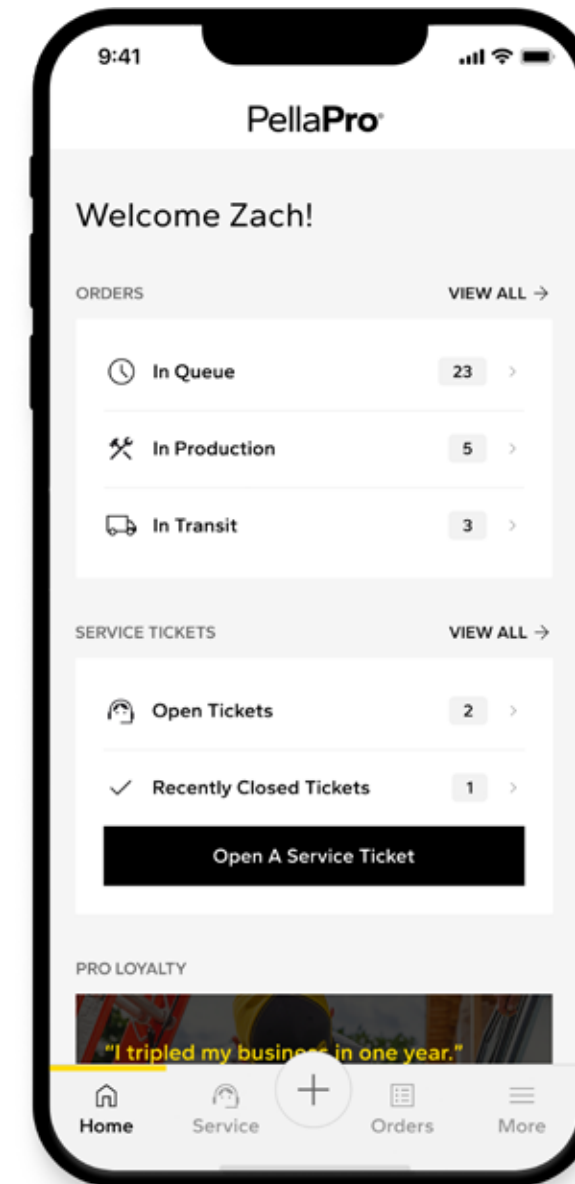 9:41
PellaPro®
Welcome Zach!
ORDERS VIEW ALL →
In Queue 23 >
In Production 5 >
In Transit 3 >
SERVICE TICKETS VIEW ALL →
Open Tickets 2 >
Recently Closed Tickets 1 >
Open A Service Ticket
PRO LOYALTY
"I tripled my business in one year."
+
Home Service Orders More